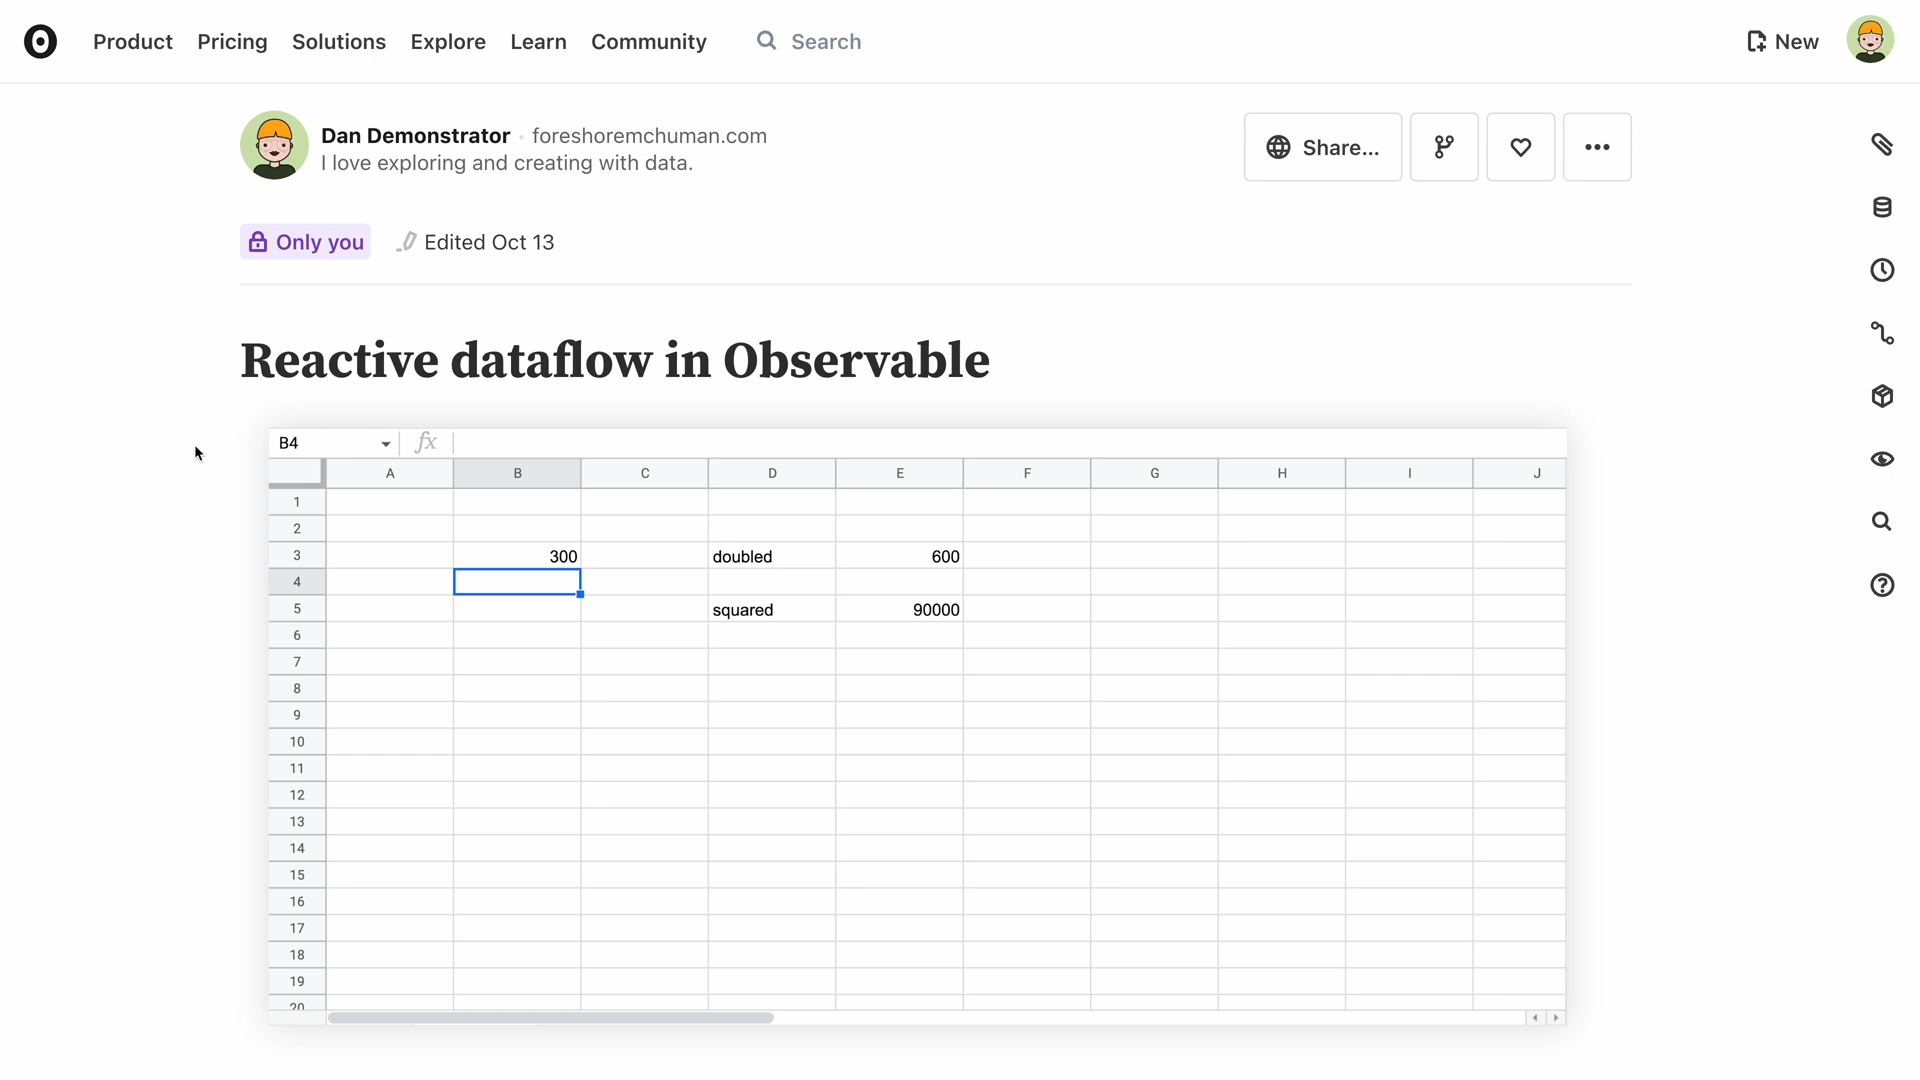 Product Pricing Solutions Explore Learn Community Search New
Dan Demonstrator · foreshoremchuman.com
I love exploring and creating with data.
Share...
Only you Edited Oct 13
Reactive dataflow in Observable
B4 fx
A B C D E F G H I J
1
2
3 300 doubled 600
4
5 squared 90000
6
7
8
9
10
11
12
13
14
15
16
17
18
19
20